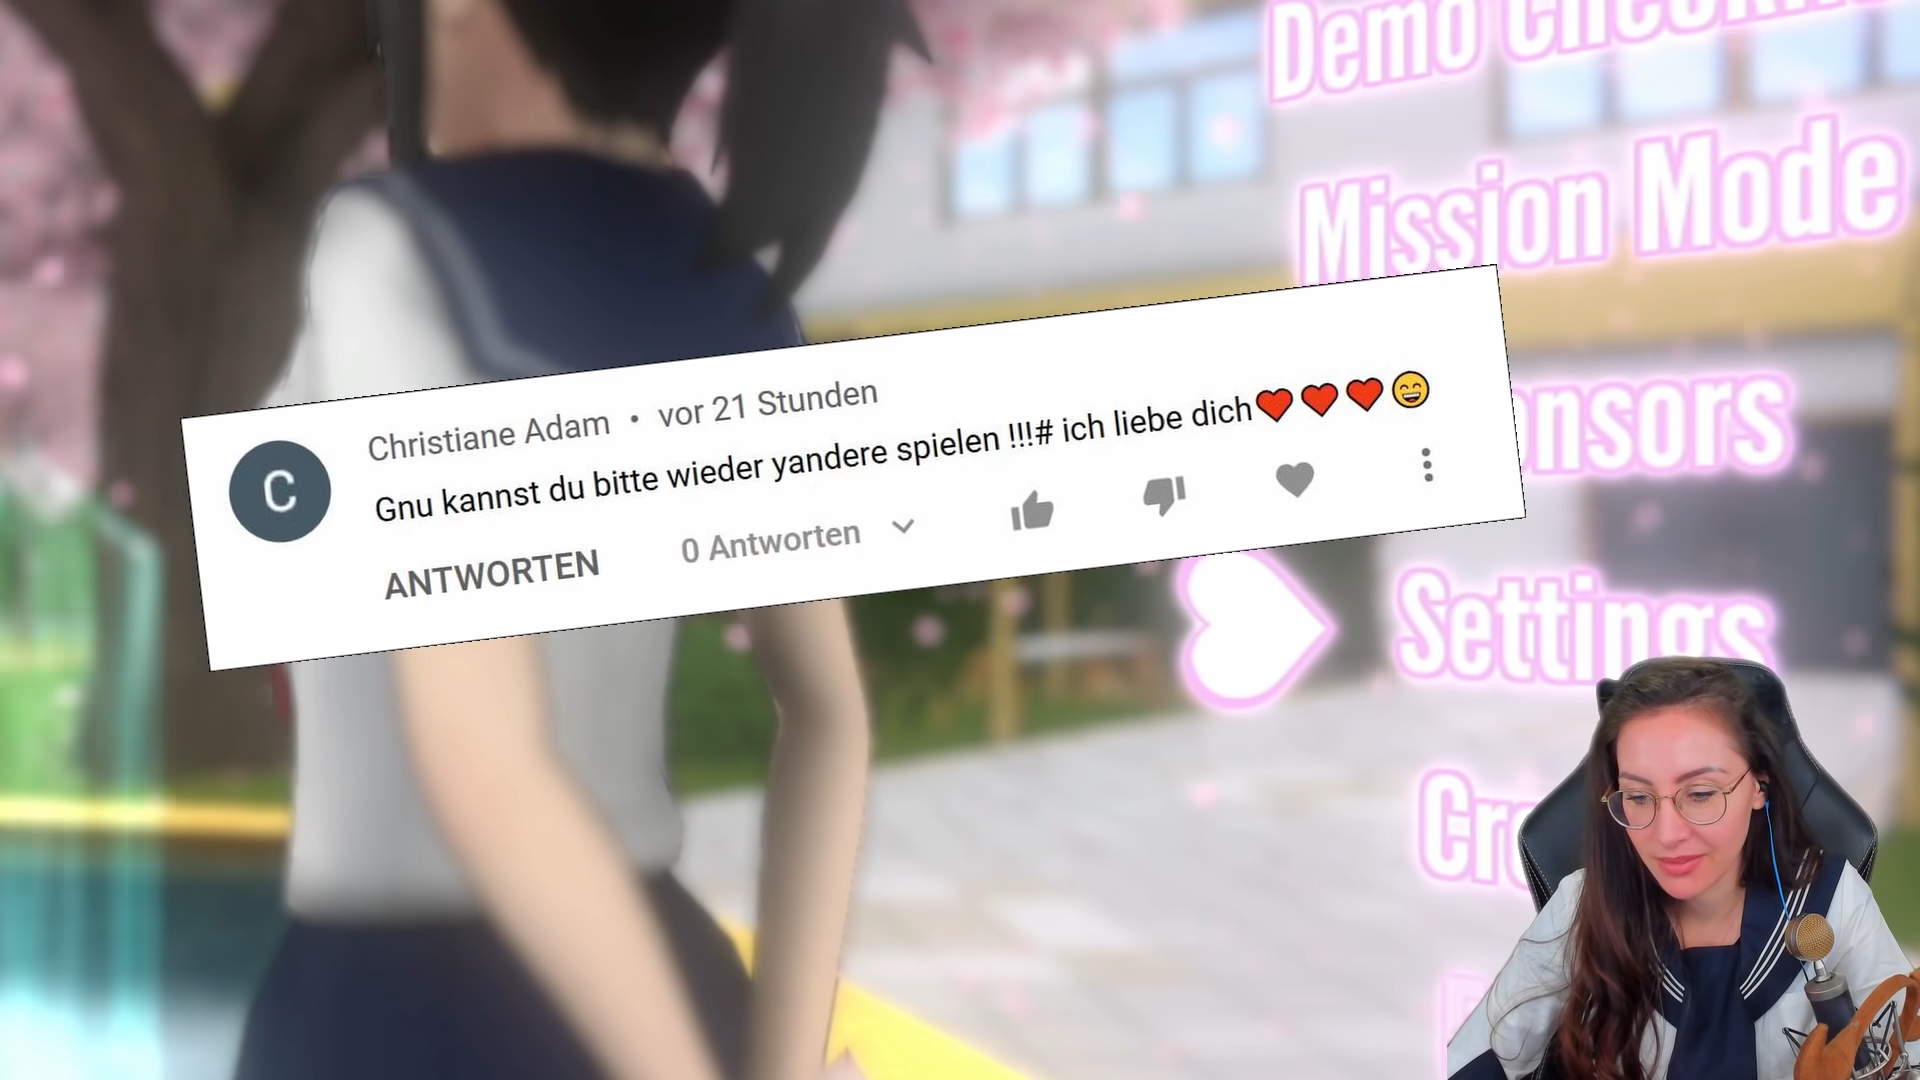 Demo
Mission Mode
Christiane Adam • vor 21 Stunden
Gnu kannst du bitte wieder yandere spielen !!!# ich liebe dich❤❤❤😄
C
ANTWORTEN
0 Antworten
Settings